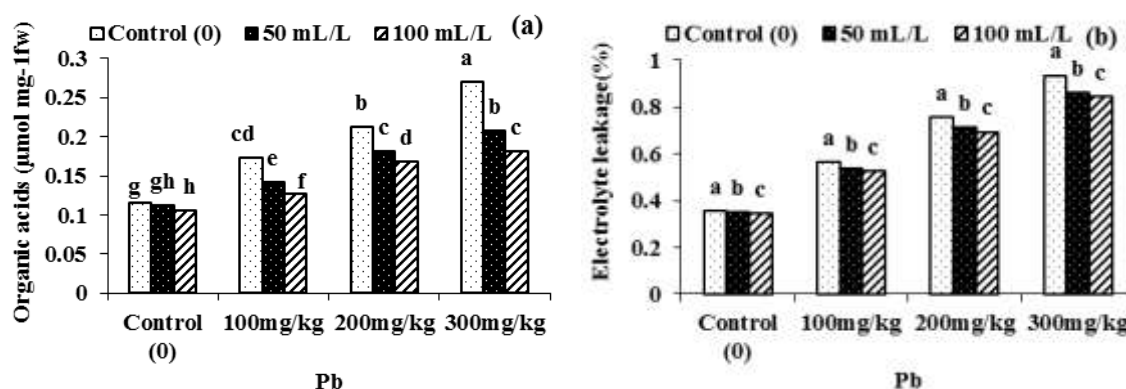 Control (0) 50 mL/L 100 mL/L (a)
Organic acids (µmol mg-1fw)
0.3
0.25
0.2
0.15
0.1
0.05
0
g gh h
cd e f
b c d
a b c
Control (0) 100mg/kg 200mg/kg 300mg/kg
Pb
Control (0) 50 mL/L 100 mL/L (b)
Electrolyte leakage(%)
1
0.8
0.6
0.4
0.2
0
a b c
a b c
a b c
a b c
Control (0) 100mg/kg 200mg/kg 300mg/kg
Pb